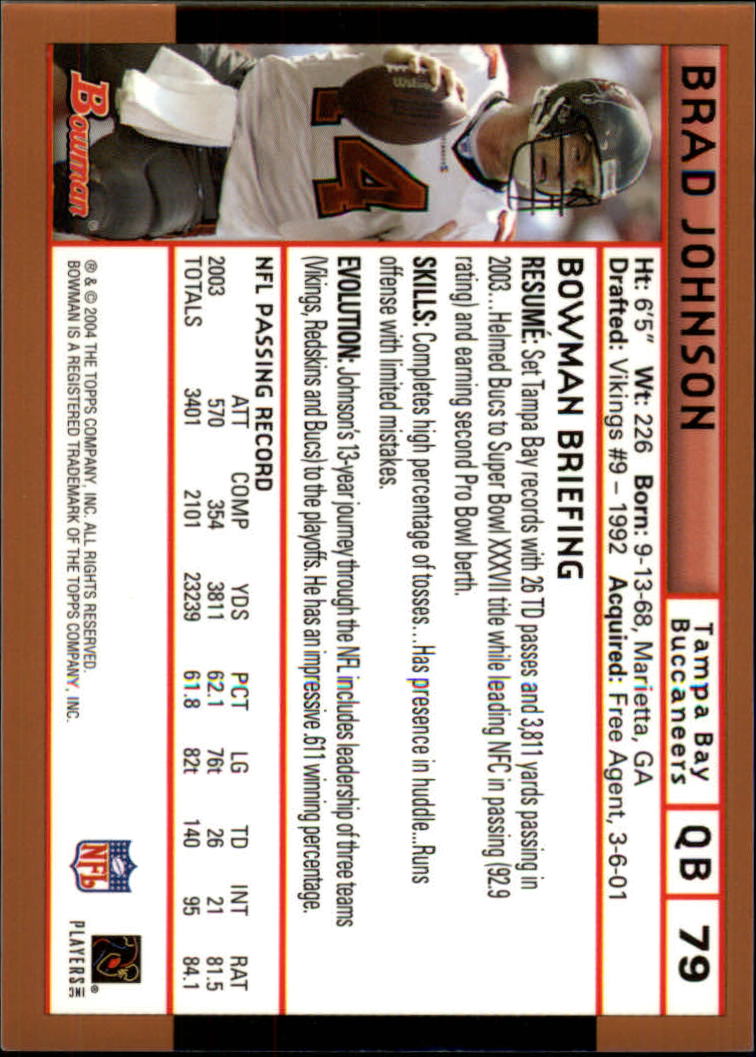 BRAD JOHNSON
Tampa Bay
Buccaneers
QB
79
Ht: 6'5" Wt: 226 Born: 9-13-68, Marietta, GA
Drafted: Vikings #9 – 1992 Acquired: Free Agent, 3-6-01
BOWMAN BRIEFING
RESUMÉ: Set Tampa Bay records with 26 TD passes and 3,811 yards passing in
2003...Helmed Bucs to Super Bowl XXXVII title while leading NFC in passing (92.9
rating) and earning second Pro Bowl berth.
SKILLS: Completes high percentage of tosses...Has presence in huddle...Runs
offense with limited mistakes.
EVOLUTION: Johnson's 13-year journey through the NFL includes leadership of three teams
(Vikings, Redskins and Bucs) to the playoffs. He has an impressive .611 winning percentage.
NFL PASSING RECORD
ATT COMP YDS PCT LG TD INT RAT
2003 570 354 3811 62.1 76t 26 21 81.5
TOTALS 3401 2101 23239 61.8 82t 140 95 84.1
® & © 2004 THE TOPPS COMPANY, INC. ALL RIGHTS RESERVED.
BOWMAN IS A REGISTERED TRADEMARK OF THE TOPPS COMPANY, INC.
Bowman®
14
NFL
PLAYERS INC